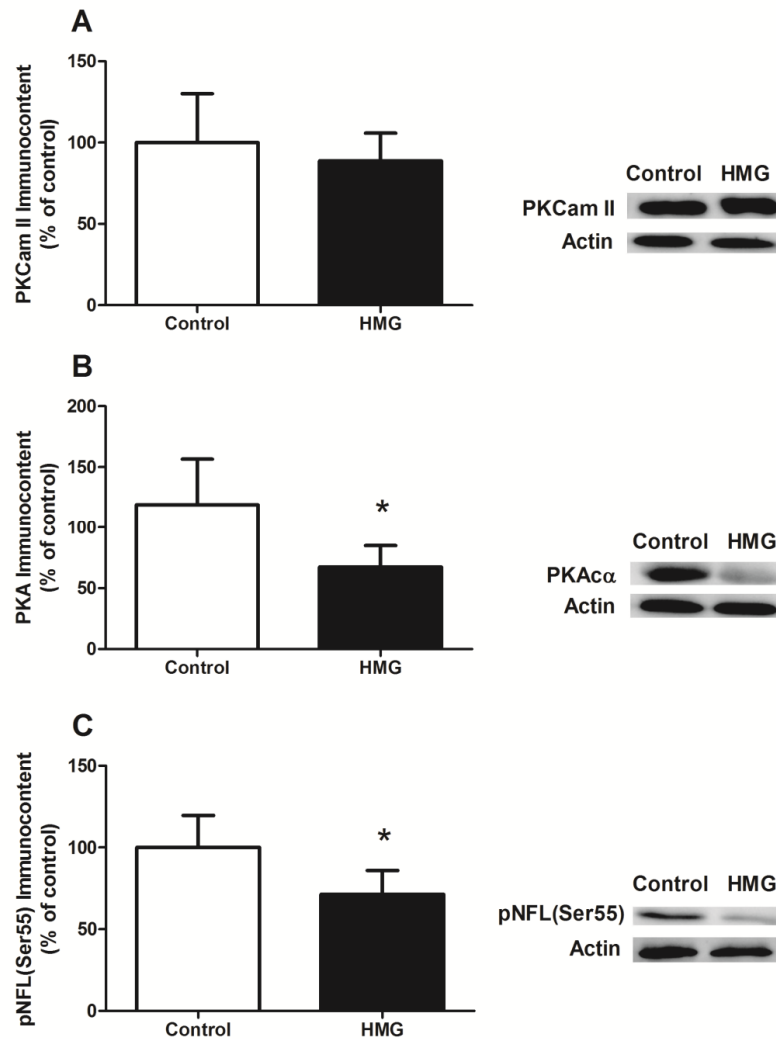 A
PKCam II Immunocontent
(% of control)
150
100
50
0
Control
HMG
Control HMG
PKCam II
Actin
B
PKA Immunocontent
(% of control)
200
150
100
50
0
Control
HMG
*
Control HMG
PKAcα
Actin
C
pNFL(Ser55) Immunocontent
(% of control)
150
100
50
0
Control
HMG
*
Control HMG
pNFL(Ser55)
Actin